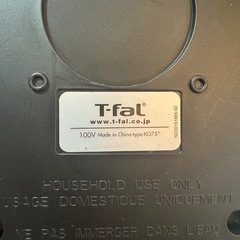 T-fal
www.t-fal.co.jp
100V Made in China-type:KO75*
HOUSEHOLD USE ONLY
USAGE DOMESTIQUE UNIQUEMENT
NE PAS IMMERGER DANS L'EAU